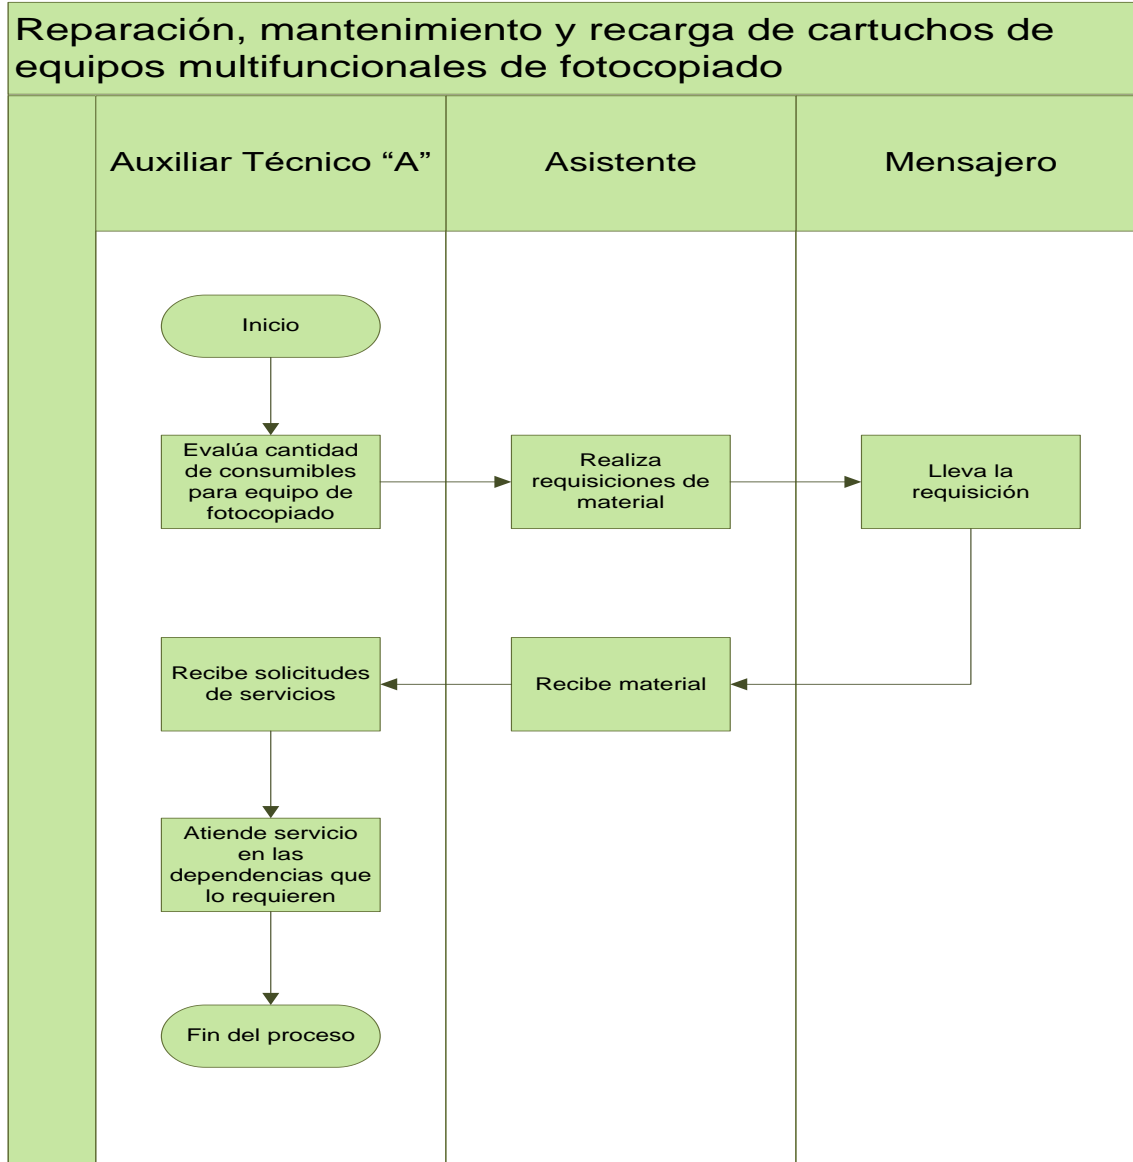 Reparación, mantenimiento y recarga de cartuchos de
equipos multifuncionales de fotocopiado
Auxiliar Técnico “A”
Asistente
Mensajero
Inicio
Evalúa cantidad
de consumibles
para equipo de
fotocopiado
Realiza
requisiciones de
material
Lleva la
requisición
Recibe solicitudes
de servicios
Recibe material
Atiende servicio
en las
dependencias que
lo requieren
Fin del proceso